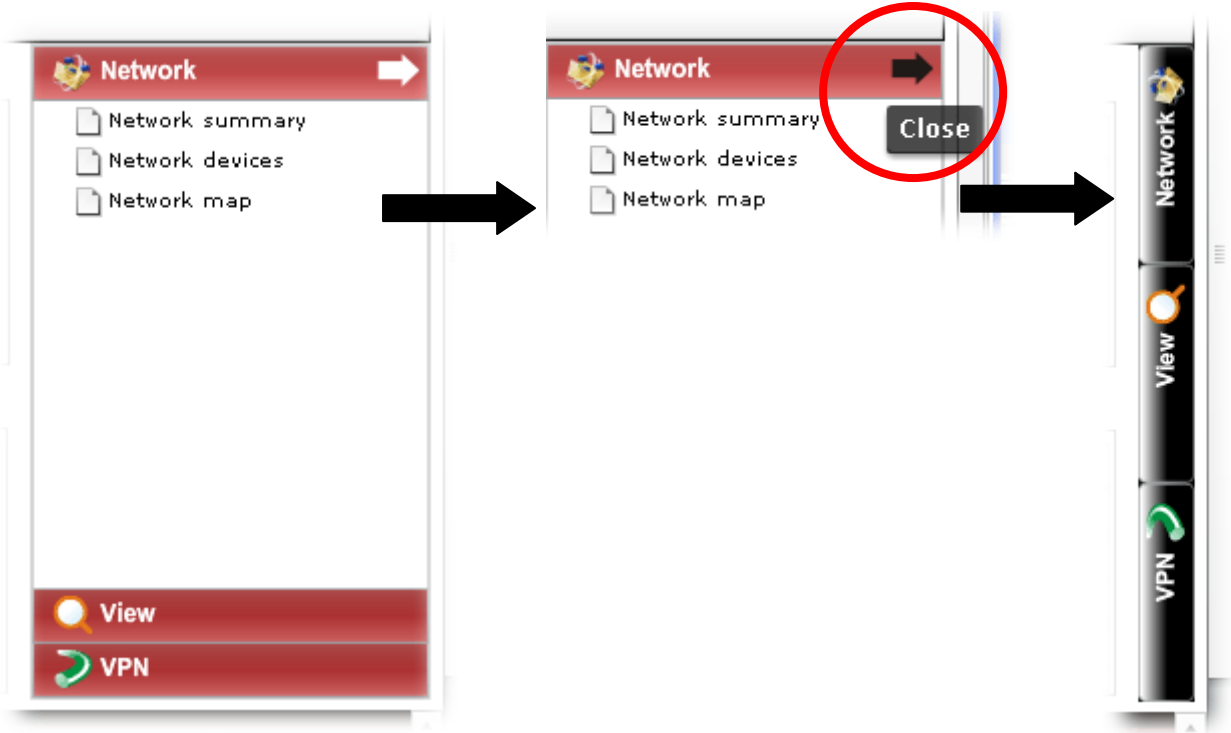 Network
Network summary
Network devices
Network map
View
VPN
Network
Network summary
Network devices
Network map
Close
Network
View
VPN